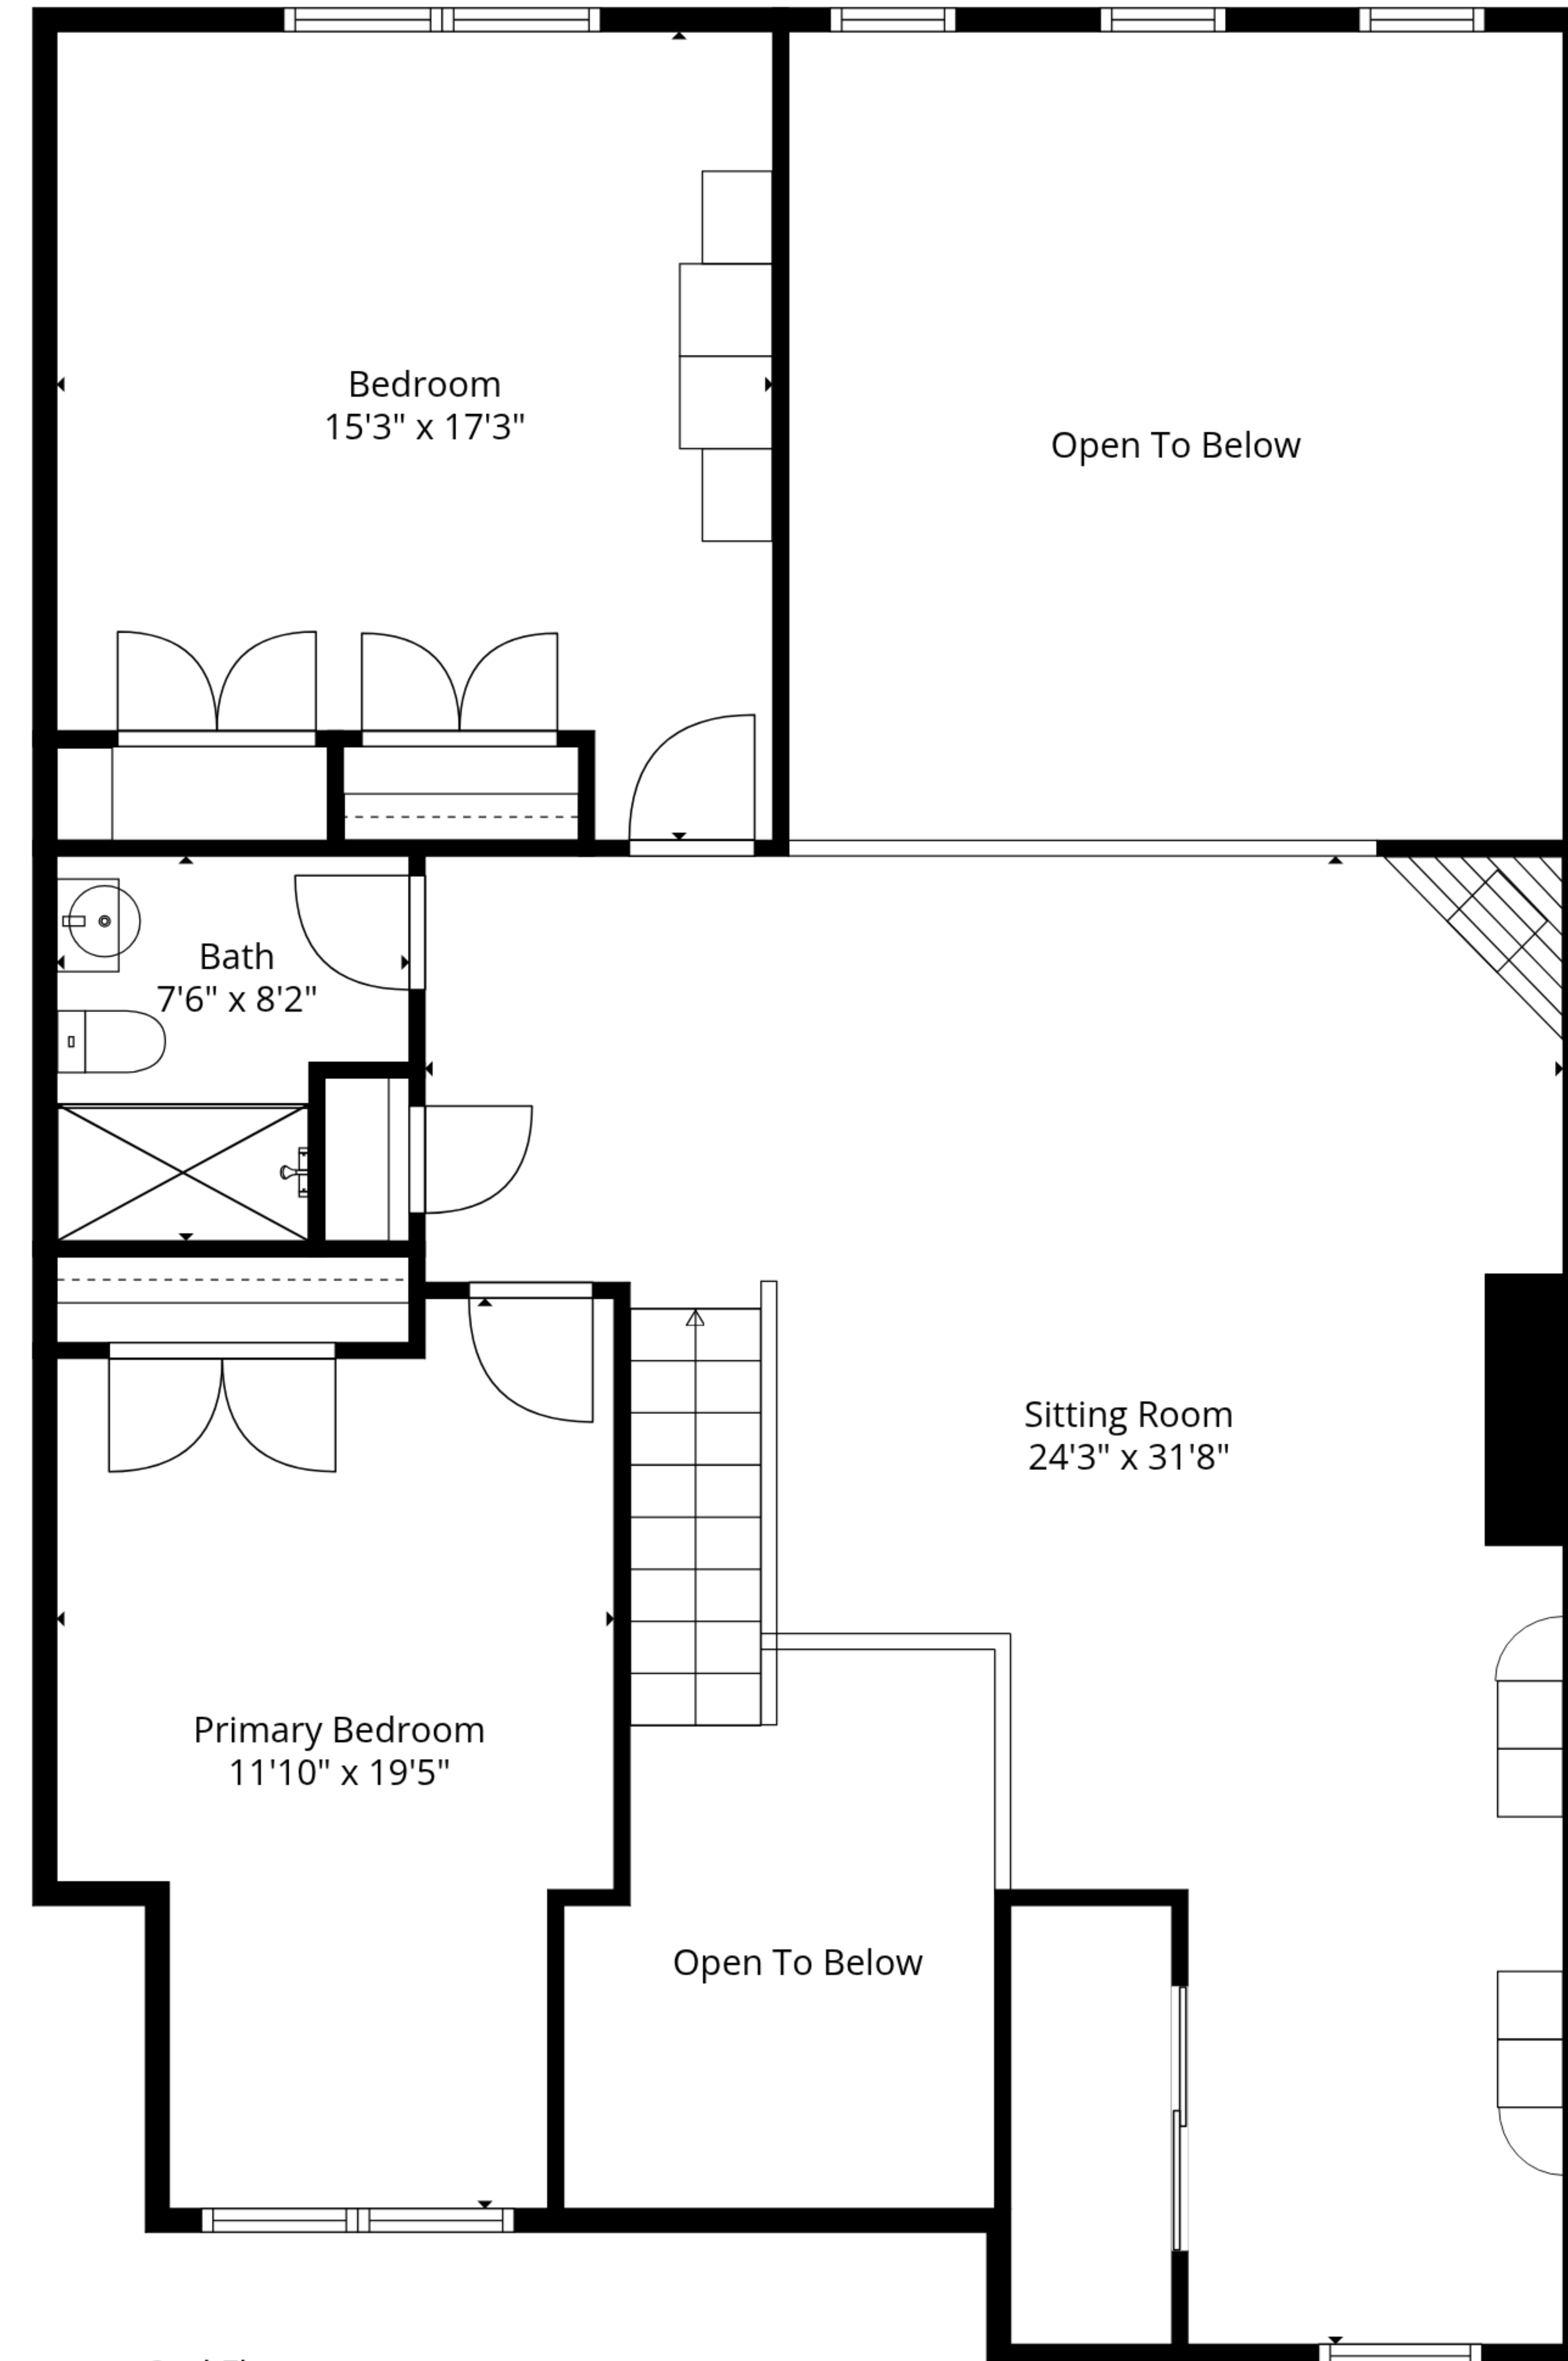 Bedroom
15'3" x 17'3"
Open To Below
Bath
7'6" x 8'2"
Sitting Room
24'3" x 31'8"
Primary Bedroom
11'10" x 19'5"
Open To Below